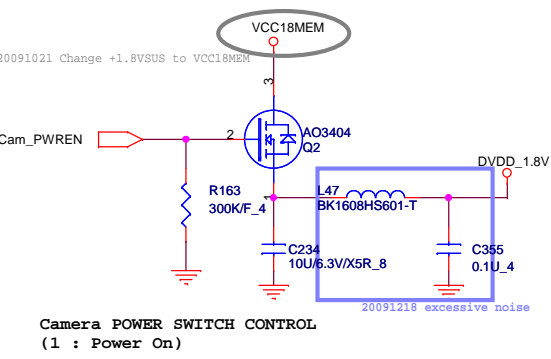 VCC18MEM
20091021 Change +1.8VSUS to VCC18MEM
3
Cam_PWREN
2
AO3404
Q2
DVDD_1.8V
R163
300K/F_4
1
L47
BK1608HS601-T
C234
10U/6.3V/X5R_8
C355
0.1U_4
20091218 excessive noise
Camera POWER SWITCH CONTROL
(1 : Power On)